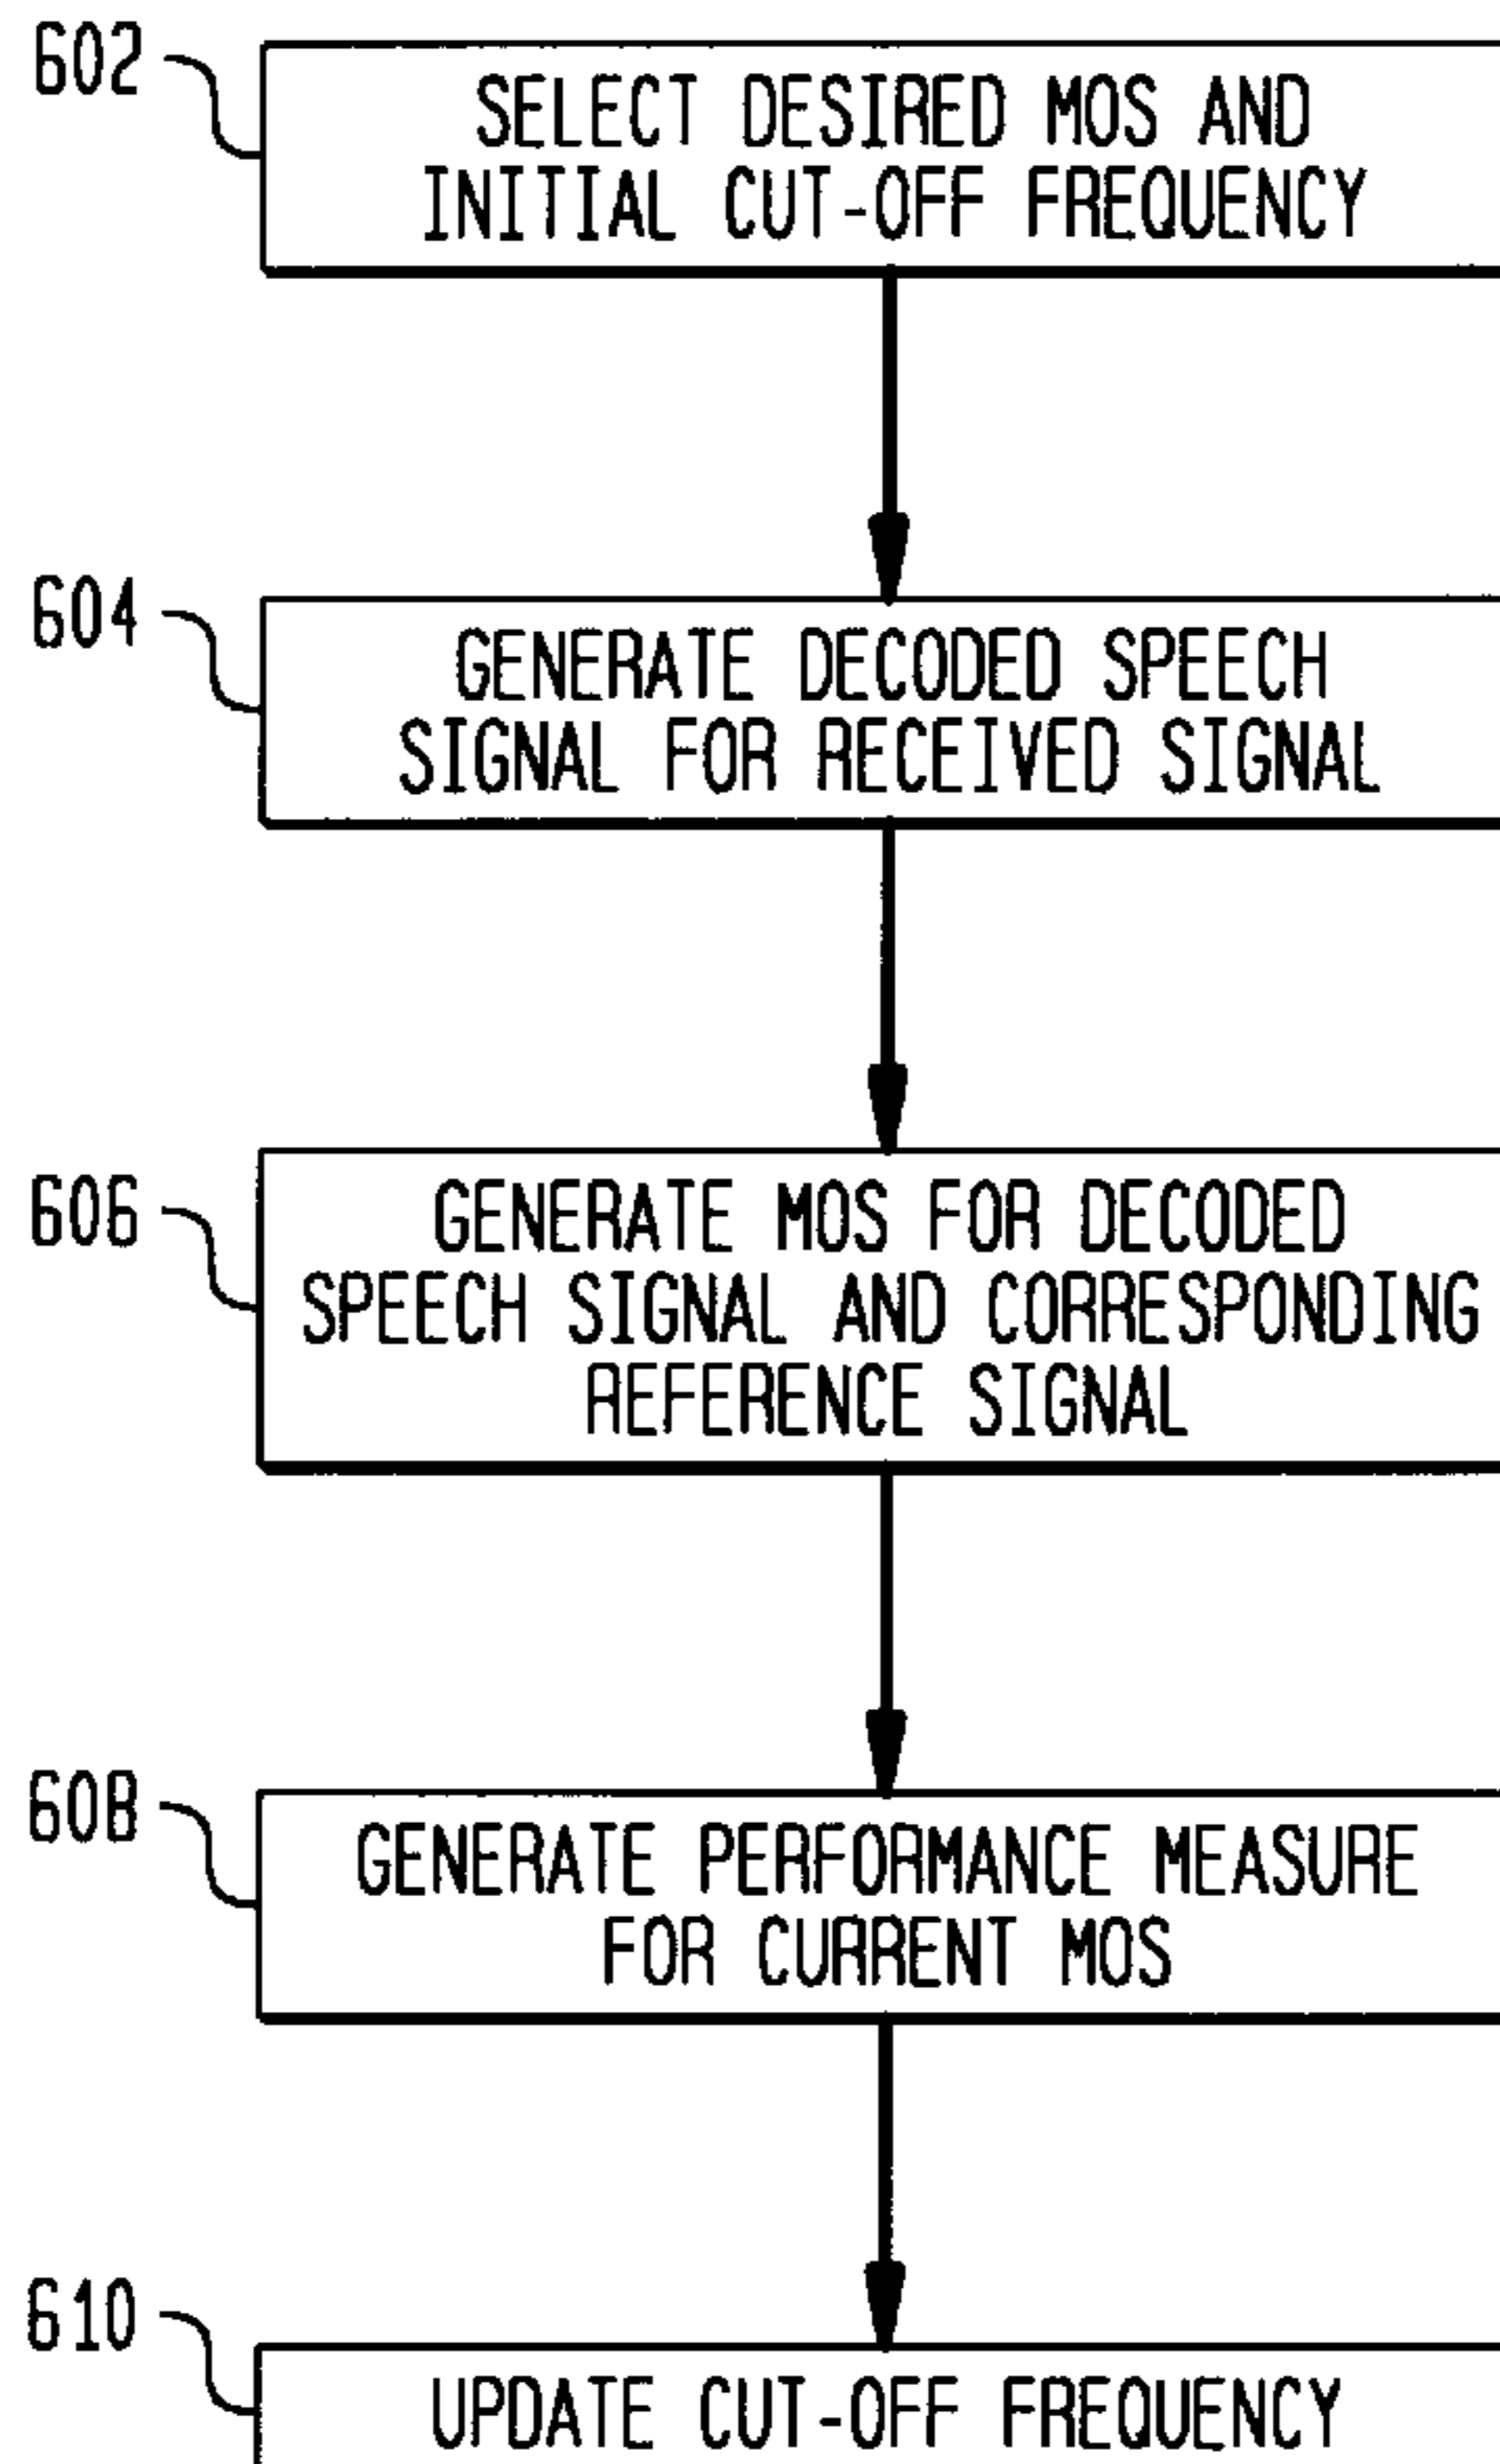 602
SELECT DESIRED MOS AND
INITIAL CUT-OFF FREQUENCY
604
GENERATE DECODED SPEECH
SIGNAL FOR RECEIVED SIGNAL
606
GENERATE MOS FOR DECODED
SPEECH SIGNAL AND CORRESPONDING
REFERENCE SIGNAL
608
GENERATE PERFORMANCE MEASURE
FOR CURRENT MOS
610
UPDATE CUT-OFF FREQUENCY